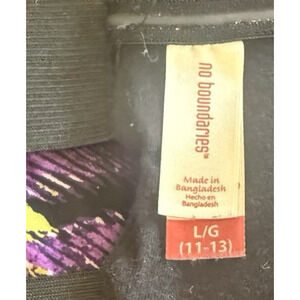 no boundaries™
Made in
Bangladesh
Hecho en
Bangladesh
L/G
(11-13)